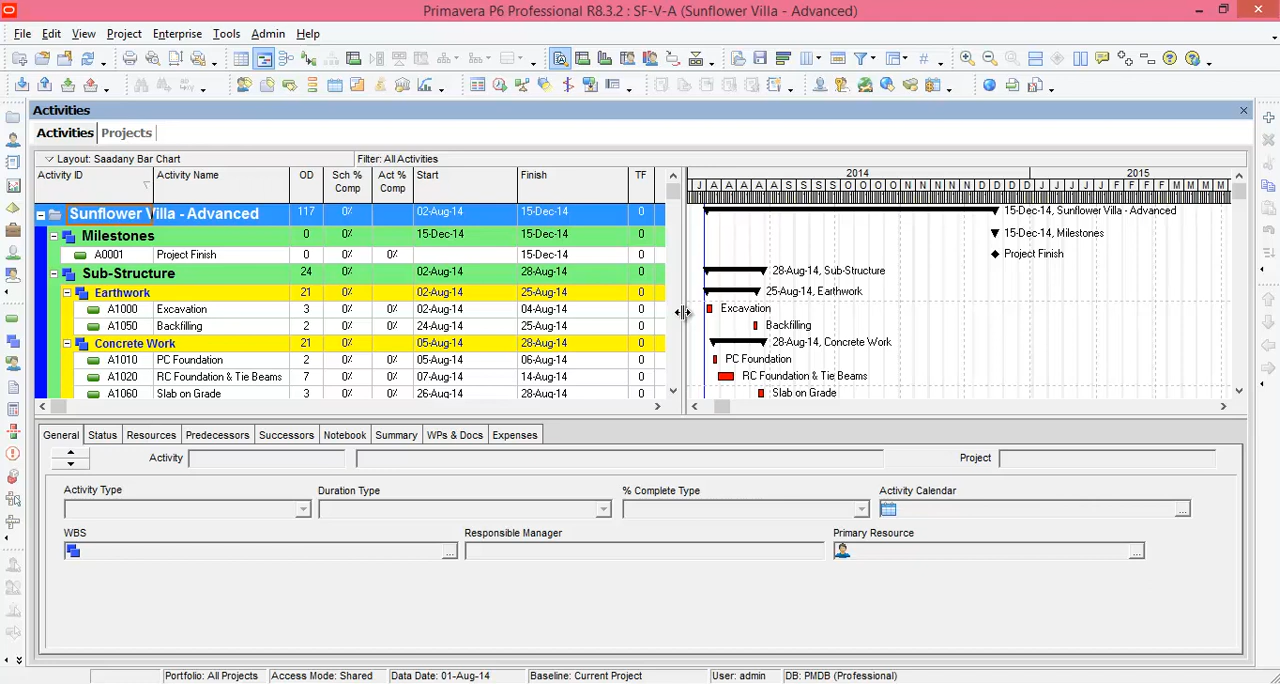 Primavera P6 Professional R8.3.2 : SF-V-A (Sunflower Villa - Advanced)
File Edit View Project Enterprise Tools Admin Help
Activities
Activities Projects
Layout: Saadany Bar Chart Filter: All Activities
Activity ID Activity Name OD Sch % Comp Act % Comp Start Finish TF
2014 2015
J A A A A A S S S S O O O O N N N N N D D D D J J J J F F F F M M M M M
Sunflower Villa - Advanced 117 0% 02-Aug-14 15-Dec-14 0
15-Dec-14, Sunflower Villa - Advanced
Milestones 0 0% 15-Dec-14 15-Dec-14 0
15-Dec-14, Milestones
A0001 Project Finish 0 0% 0% 15-Dec-14 0
Project Finish
Sub-Structure 24 0% 02-Aug-14 28-Aug-14 0
28-Aug-14, Sub-Structure
Earthwork 21 0% 02-Aug-14 25-Aug-14 0
25-Aug-14, Earthwork
A1000 Excavation 3 0% 0% 02-Aug-14 04-Aug-14 0
Excavation
A1050 Backfilling 2 0% 0% 24-Aug-14 25-Aug-14 0
Backfilling
Concrete Work 21 0% 05-Aug-14 28-Aug-14 0
28-Aug-14, Concrete Work
A1010 PC Foundation 2 0% 0% 05-Aug-14 06-Aug-14 0
PC Foundation
A1020 RC Foundation & Tie Beams 7 0% 0% 07-Aug-14 14-Aug-14 0
RC Foundation & Tie Beams
A1060 Slab on Grade 3 0% 0% 26-Aug-14 28-Aug-14 0
Slab on Grade
General Status Resources Predecessors Successors Notebook Summary WPs & Docs Expenses
Activity Project
Activity Type Duration Type % Complete Type Activity Calendar
WBS Responsible Manager Primary Resource
Portfolio: All Projects Access Mode: Shared Data Date: 01-Aug-14 Baseline: Current Project User: admin DB: PMDB (Professional)